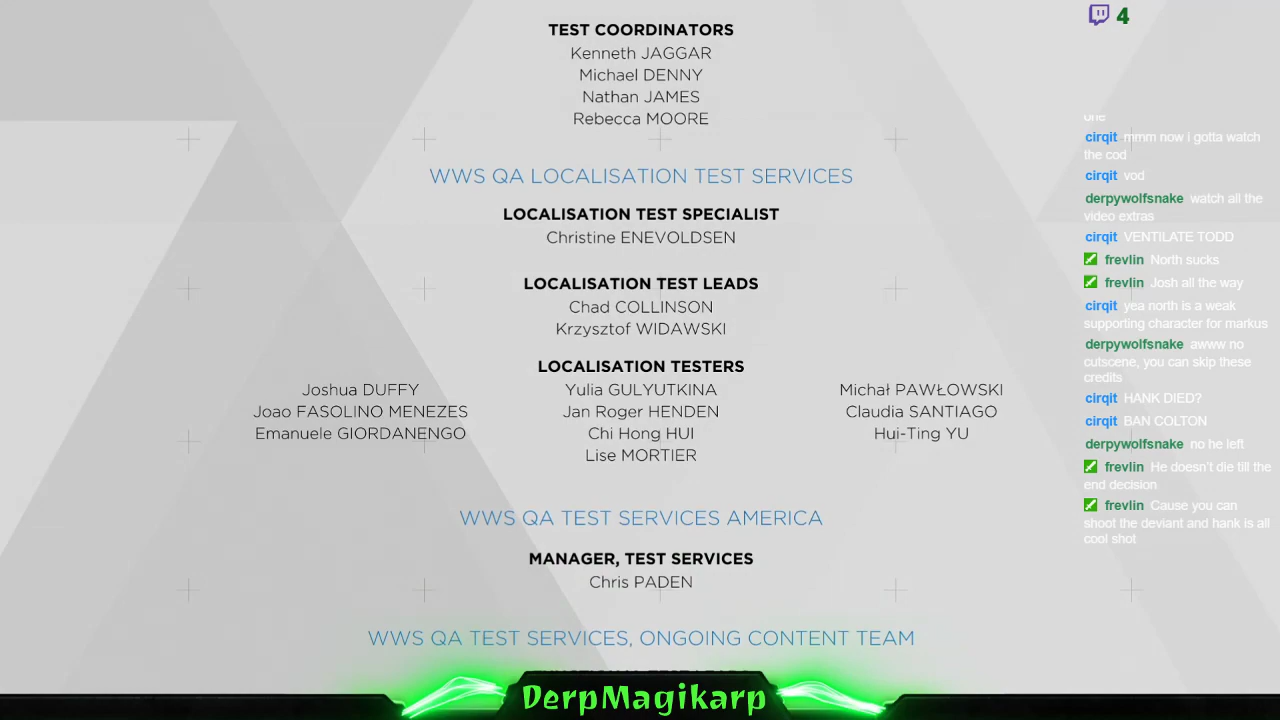 TEST COORDINATORS
Kenneth JAGGAR
Michael DENNY
Nathan JAMES
Rebecca MOORE
WWS QA LOCALISATION TEST SERVICES
LOCALISATION TEST SPECIALIST
Christine ENEVOLDSEN
LOCALISATION TEST LEADS
Chad COLLINSON
Krzysztof WIDAWSKI
LOCALISATION TESTERS
Joshua DUFFY
Joao FASOLINO MENEZES
Emanuele GIORDANENGO
Yulia GULYUTKINA
Jan Roger HENDEN
Chi Hong HUI
Lise MORTIER
Michał PAWŁOWSKI
Claudia SANTIAGO
Hui-Ting YU
WWS QA TEST SERVICES AMERICA
MANAGER, TEST SERVICES
Chris PADEN
WWS QA TEST SERVICES, ONGOING CONTENT TEAM
DerpMagikarp
4
one
cirqit mmm now i gotta watch
the cod
cirqit vod
derpywolfsnake watch all the
video extras
cirqit VENTILATE TODD
frevlin North sucks
frevlin Josh all the way
cirqit yea north is a weak
supporting character for markus
derpywolfsnake awww no
cutscene, you can skip these
credits
cirqit HANK DIED?
cirqit BAN COLTON
derpywolfsnake no he left
frevlin He doesn't die till the
end decision
frevlin Cause you can
shoot the deviant and hank is all
cool shot